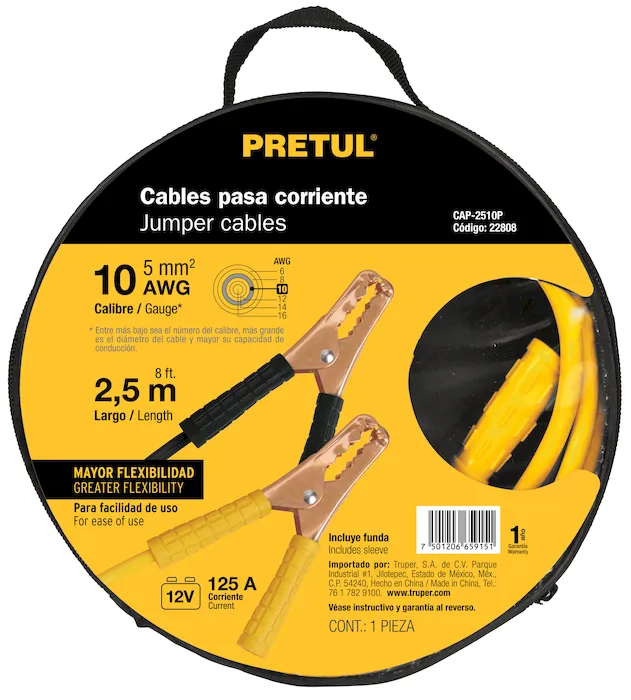 PRETUL®
Cables pasa corriente
Jumper cables
CAP-2510P
Código: 22808
10 5 mm²
AWG
Calibre / Gauge*
AWG
6
8
10
12
14
16
* Entre más bajo sea el número del calibre, más grande
es el diámetro del cable y mayor su capacidad de
conducción.
8 ft.
2,5 m
Largo / Length
MAYOR FLEXIBILIDAD
GREATER FLEXIBILITY
Para facilidad de uso
For ease of use
12V
125 A
Corriente
Current
Incluye funda
Includes sleeve
7 501206 659151
1 año
Garantía
Warranty
Importado por: Truper, S.A. de C.V. Parque
Industrial #1, Jilotepec, Estado de México, Méx.,
C.P. 54240, Hecho en China / Made in China, Tel.:
76 1 782 9100. www.truper.com
Véase instructivo y garantía al reverso.
CONT.: 1 PIEZA